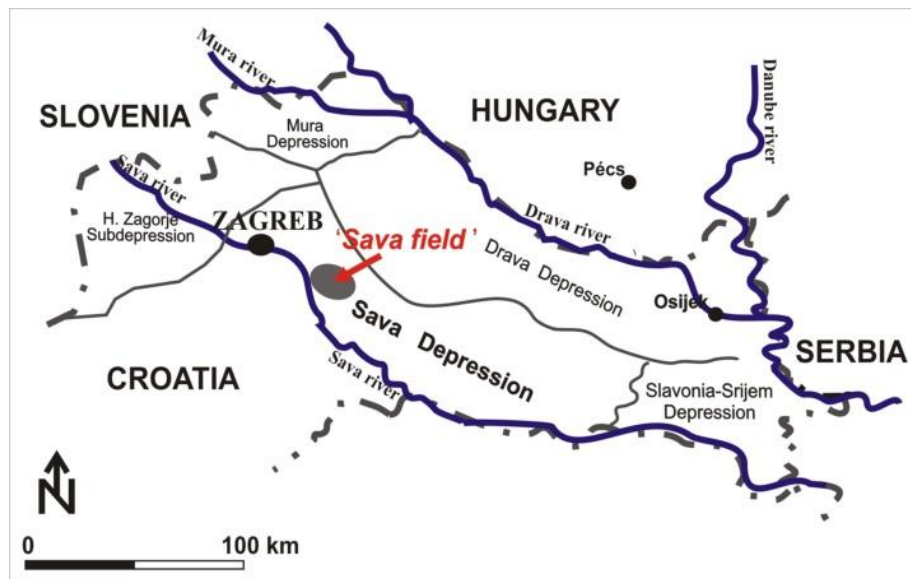 Mura river
SLOVENIA
HUNGARY
Danube river
Mura
Depression
Pécs
Sava river
H. Zagorje
Subdepression
ZAGREB
Drava river
'Sava field'
Drava Depression
Osijek
Sava Depression
SERBIA
CROATIA
Sava river
Slavonia-Srijem
Depression
N
0 100 km